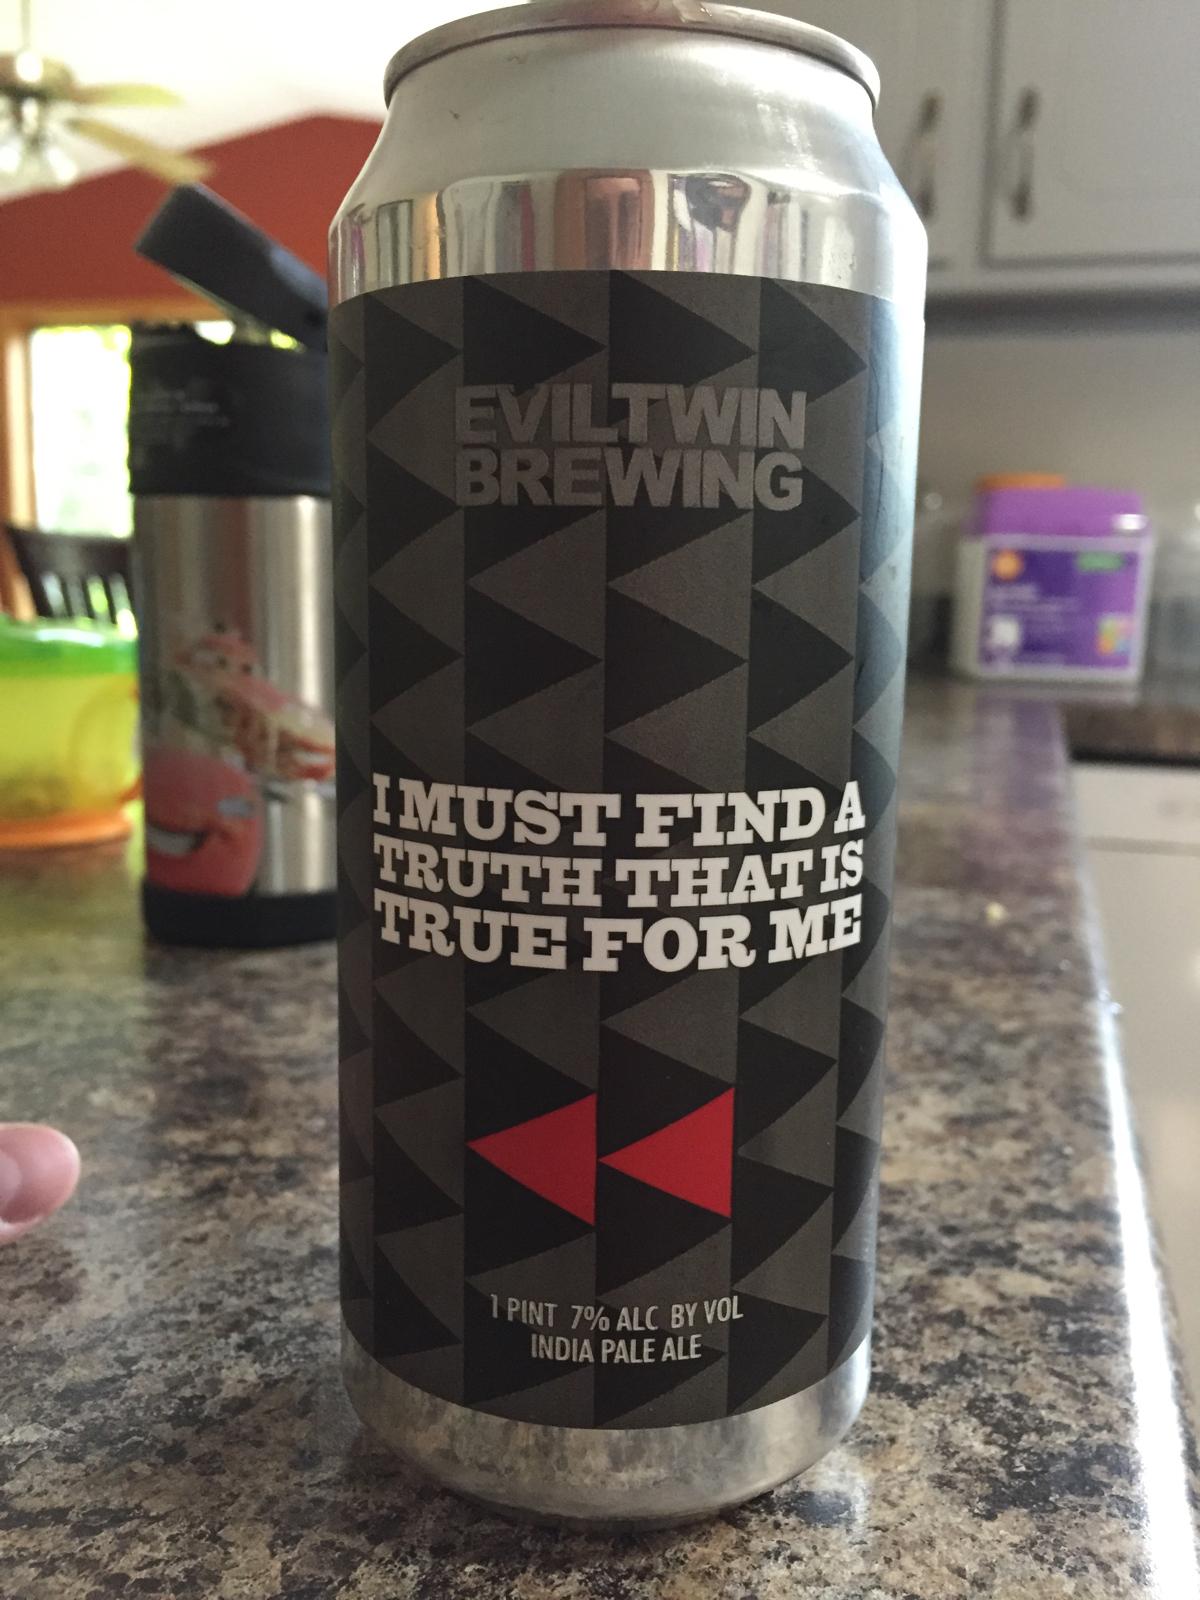 EVILTWIN
BREWING
I MUST FIND A
TRUTH THAT IS
TRUE FOR ME
1 PINT 7% ALC BY VOL
INDIA PALE ALE